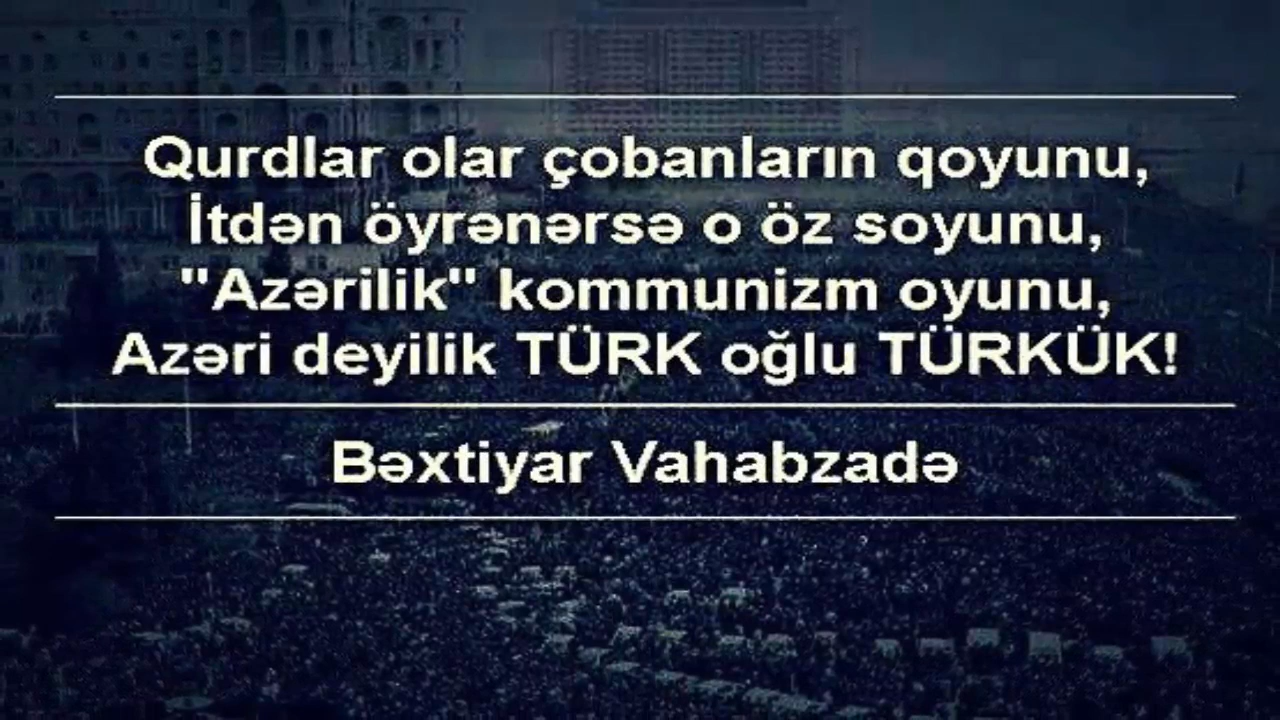 Qurdlar olar çobanların qoyunu,
İtdən öyrənərsə o öz soyunu,
"Azərilik" kommunizm oyunu,
Azəri deyilik TÜRK oğlu TÜRKÜK!
Bəxtiyar Vahabzadə